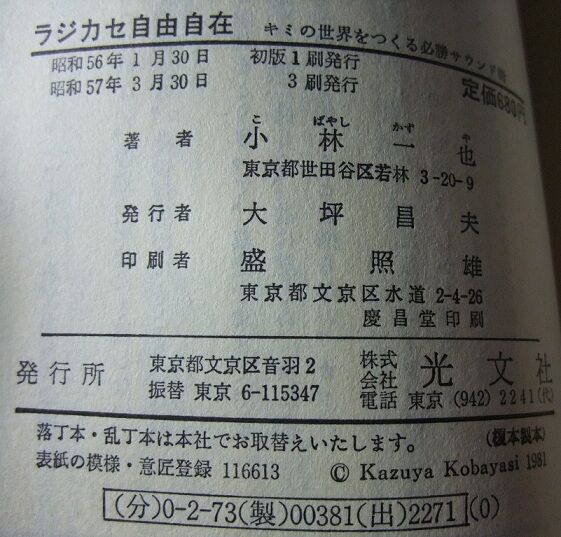 ラジカセ自由自在 キミの世界をつくる必勝サウンド
昭和56年 1月30日 初版1刷発行
昭和57年 3月30日 3刷発行
定価680円
こ ばやし かず や
著者 小林一也
東京都世田谷区若林 3-20-9
発行者 大坪昌夫
印刷者 盛照雄
東京都文京区水道 2-4-26
慶昌堂印刷
発行所 東京都文京区音羽2 株式会社 光文社
振替 東京 6-115347 電話 東京 (942) 2241(代)
落丁本・乱丁本は本社でお取替えいたします。 (榎本製本)
表紙の模様・意匠登録 116613 © Kazuya Kobayasi 1981
(分)0-2-73(製)00381(出)2271(0)